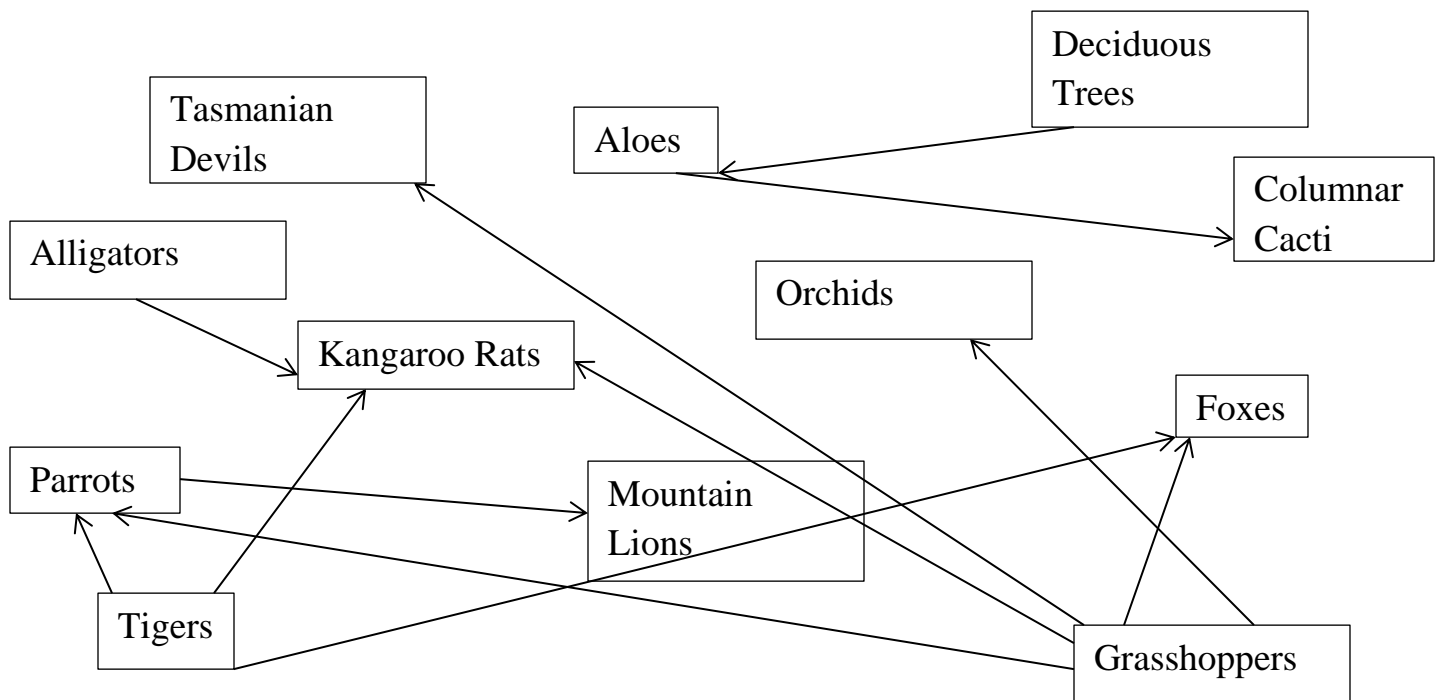 Deciduous
Trees
Tasmanian
Devils
Aloes
Columnar
Cacti
Alligators
Orchids
Kangaroo Rats
Foxes
Parrots
Mountain
Lions
Tigers
Grasshoppers